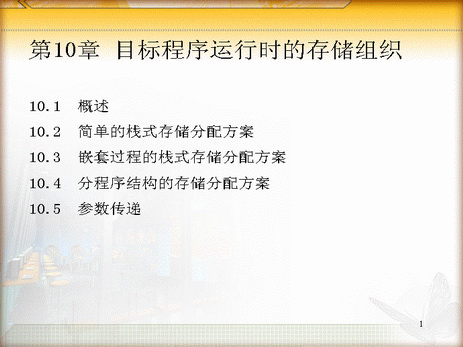 第10章 目标程序运行时的存储组织
10.1 概述
10.2 简单的栈式存储分配方案
10.3 嵌套过程的栈式存储分配方案
10.4 分程序结构的存储分配方案
10.5 参数传递
1